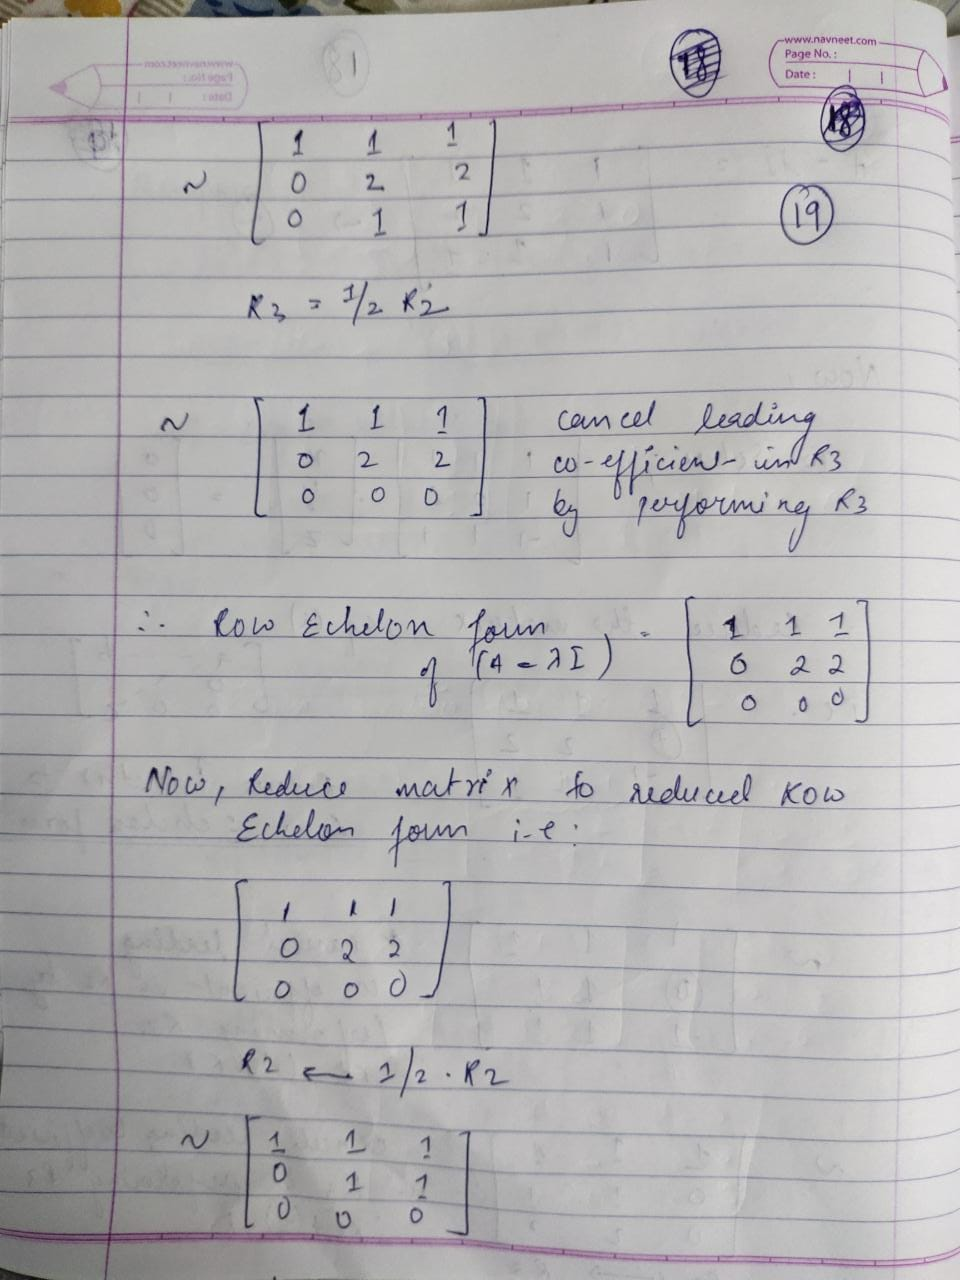 18
www.navneet.com
Page No. :
Date :
19
~ [ 1 1 1
0 2 2
0 1 1 ]
R3 = 1/2 R2
~ [ 1 1 1
0 2 2
0 0 0 ]
cancel leading
co-efficient in R3
by performing R3
∴ Row Echelon form
of (A - λI) =
[ 1 1 1
0 2 2
0 0 0 ]
Now, Reduce matrix to reduced Row
Echelon form i-e :
[ 1 1 1
0 2 2
0 0 0 ]
R2 ← 1/2 . R2
~ [ 1 1 1
0 1 1
0 0 0 ]